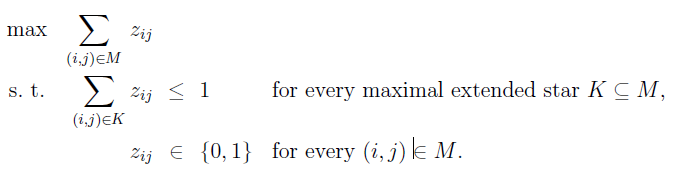 max ∑ z_{ij}
(i,j)∈M
s. t. ∑ z_{ij} ≤ 1 for every maximal extended star K ⊆ M,
(i,j)∈K
z_{ij} ∈ {0, 1} for every (i, j) ∈ M.